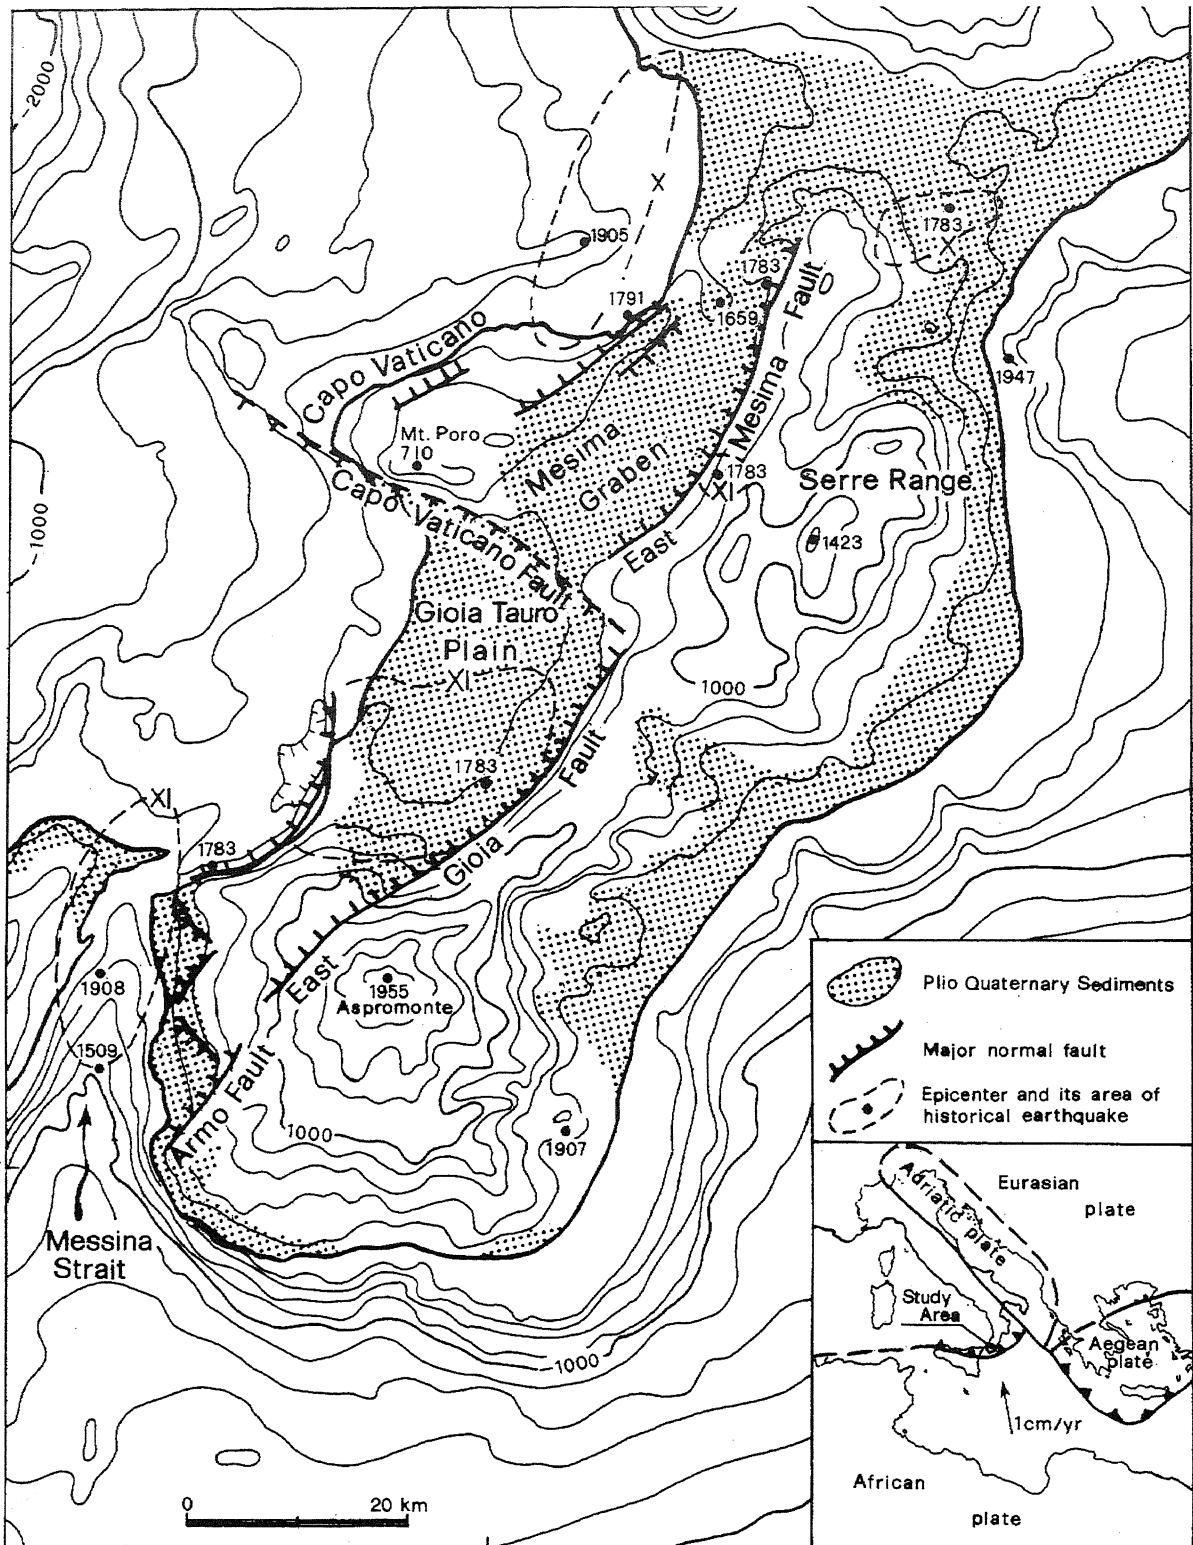 -2000
X
1905
1783
X
1783
1791
1659
Capo Vaticano
East Mesima Fault
1947
Mt. Poro
710
Mesima
Graben
1783
XI
Serre Range
Capo Vaticano Fault
-1000
1423
Gioia Tauro
Plain
XI
1000
1783
East Gioia Fault
XI
1783
1908
1955
Aspromonte
1509
X
Armo Fault
1000
1907
Messina
Strait
-1000
0 20 km
Plio Quaternary Sediments
Major normal fault
Epicenter and its area of
historical earthquake
Eurasian
plate
Adriatic plate
Study
Area
Aegean
plate
1cm/yr
African
plate